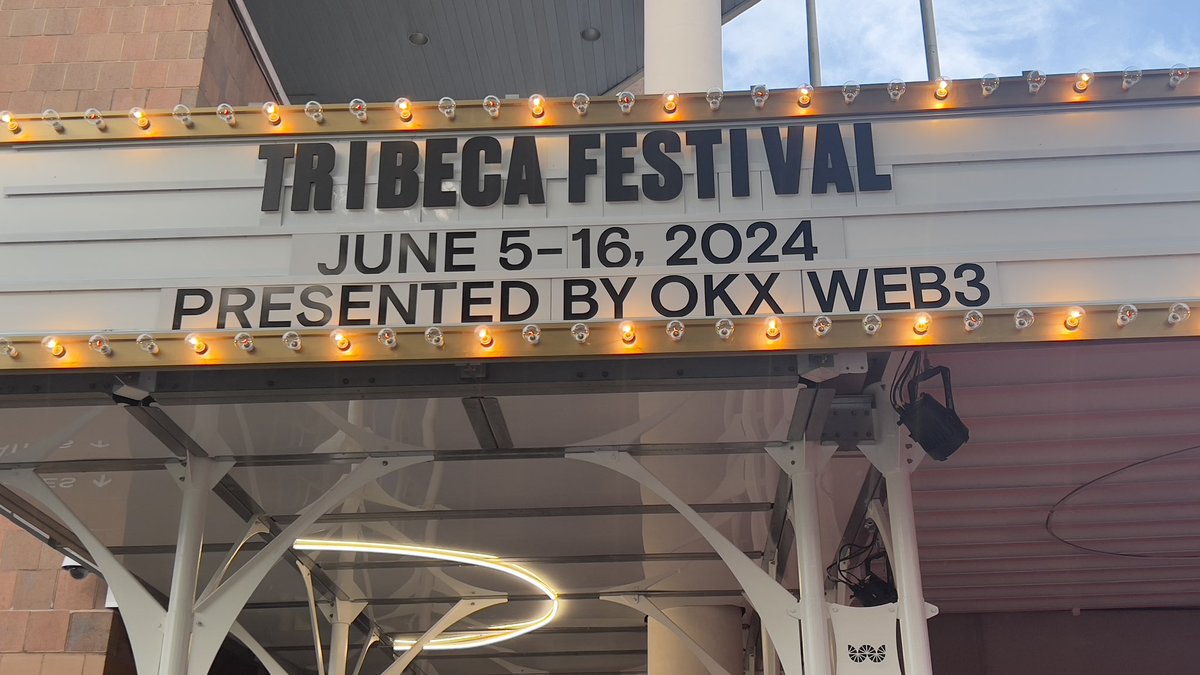 TRIBECA FESTIVAL
JUNE 5-16, 2024
PRESENTED BY OKX WEB3